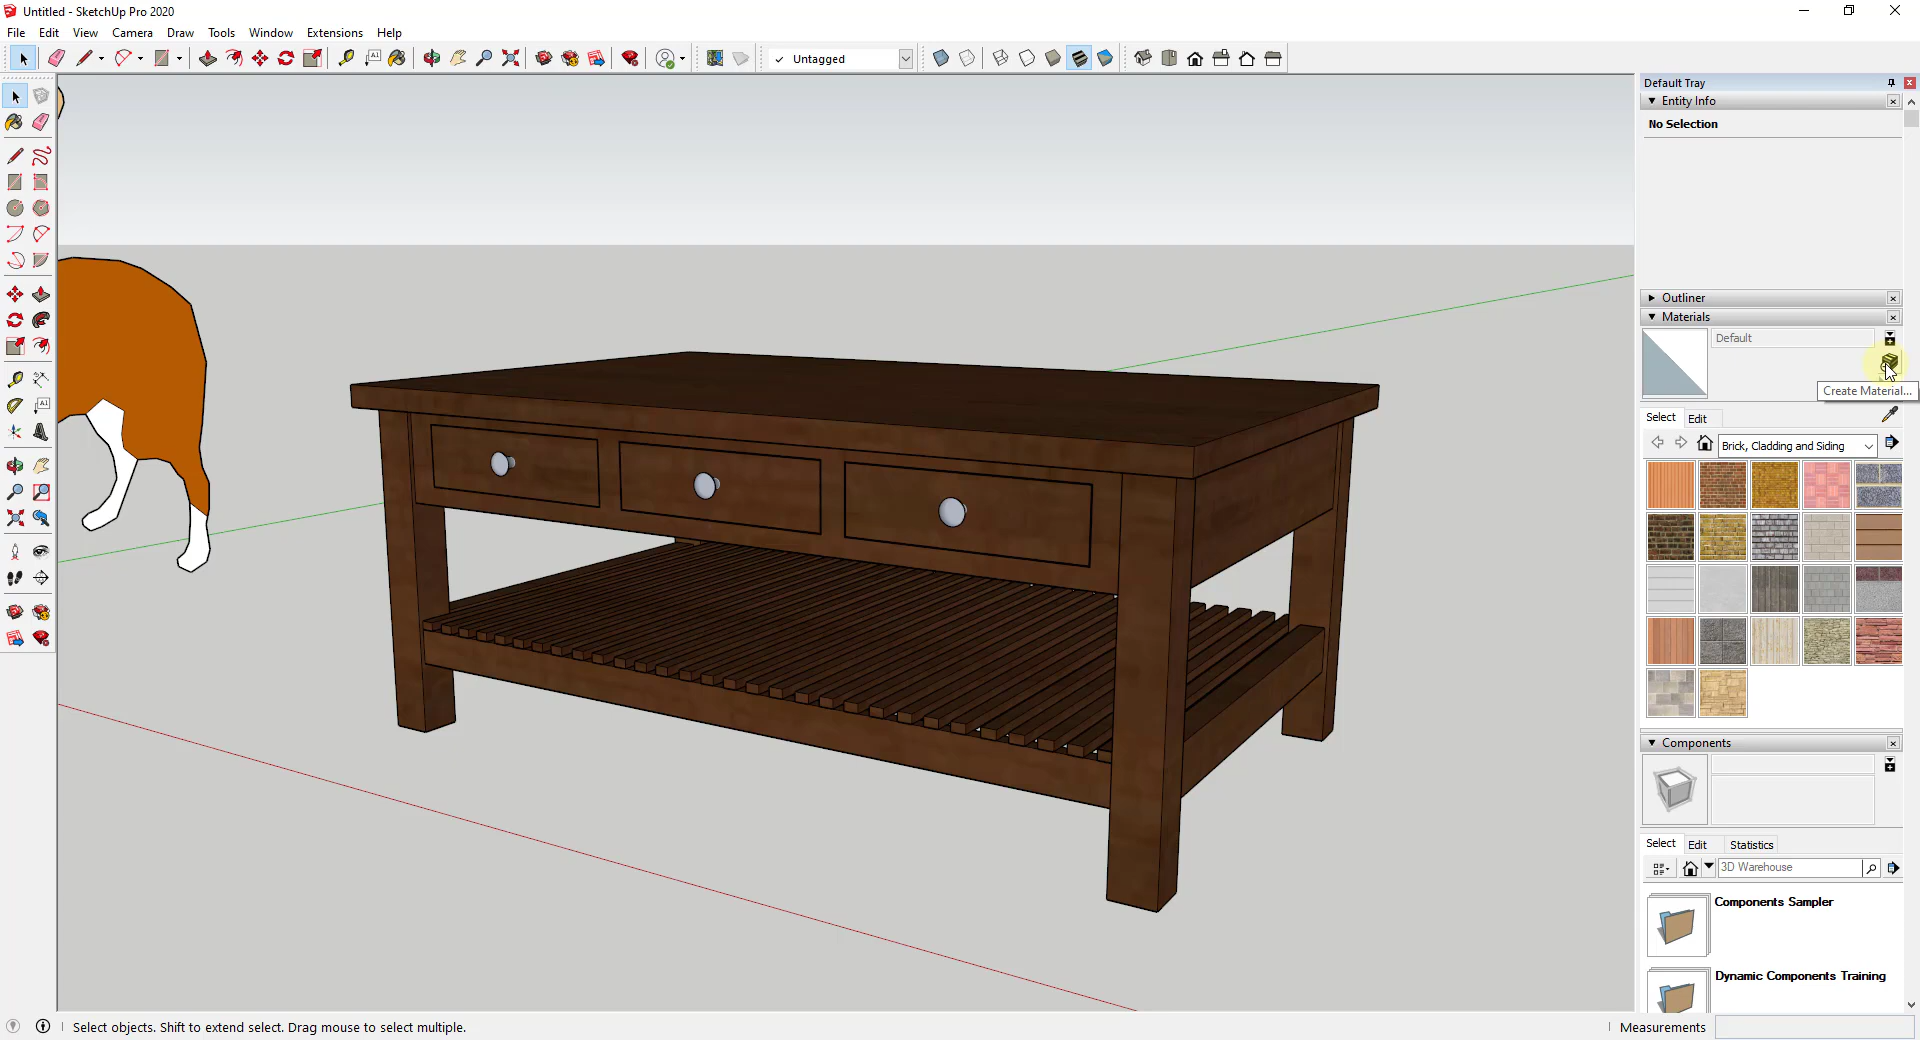 Untitled - SketchUp Pro 2020
File Edit View Camera Draw Tools Window Extensions Help
Untagged
Default Tray
Entity Info
No Selection
Outliner
Materials
Default
Create Material...
Select Edit
Brick, Cladding and Siding
Components
Select Edit Statistics
3D Warehouse
Components Sampler
Dynamic Components Training
Select objects. Shift to extend select. Drag mouse to select multiple.
Measurements